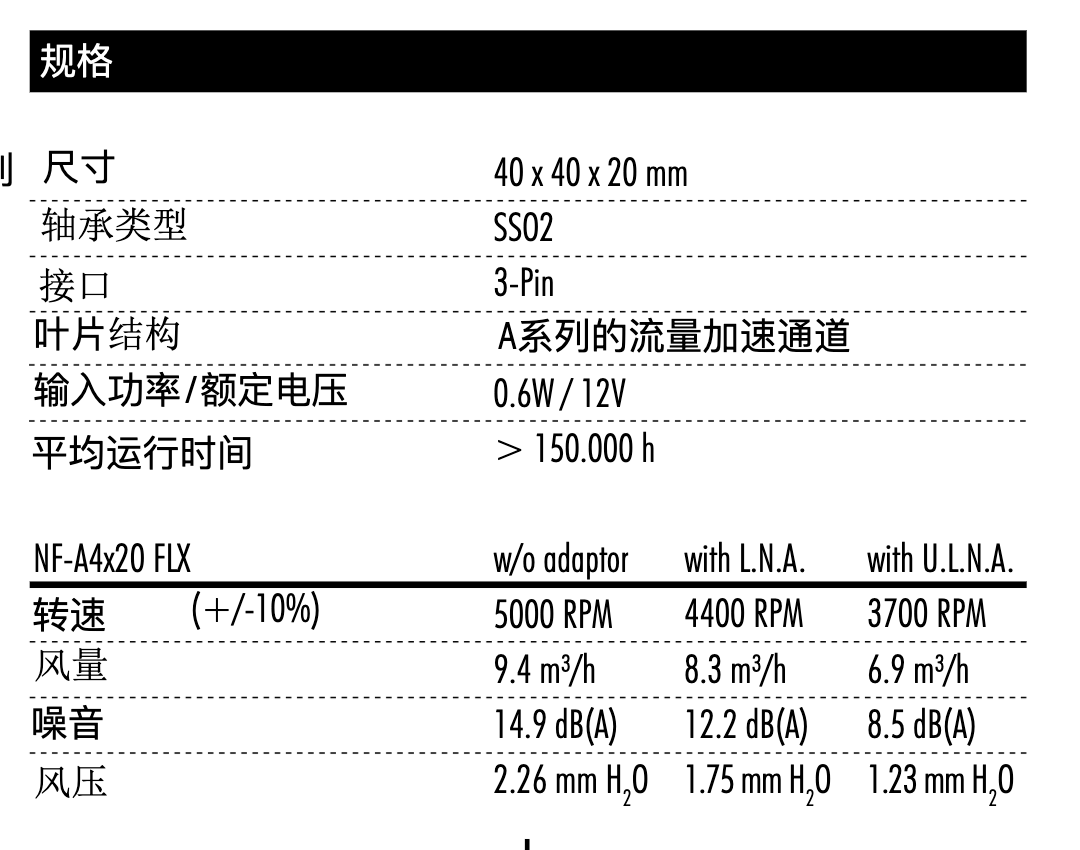 规格
尺寸 40 x 40 x 20 mm
轴承类型 SSO2
接口 3-Pin
叶片结构 A系列的流量加速通道
输入功率/额定电压 0.6W / 12V
平均运行时间 > 150.000 h
NF-A4x20 FLX w/o adaptor with L.N.A. with U.L.N.A.
转速 (+/-10%) 5000 RPM 4400 RPM 3700 RPM
风量 9.4 m³/h 8.3 m³/h 6.9 m³/h
噪音 14.9 dB(A) 12.2 dB(A) 8.5 dB(A)
风压 2.26 mm H₂O 1.75 mm H₂O 1.23 mm H₂O